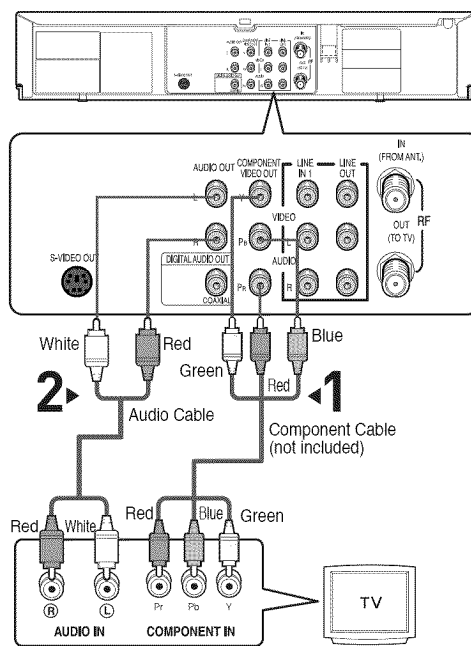 AUDIO OUT
COMPONENT VIDEO OUT
LINE IN 1
LINE OUT
IN
(FROM ANT.)
L
Y
VIDEO
RF
OUT
(TO TV)
R
PB
L
S-VIDEO OUT
DIGITAL AUDIO OUT
AUDIO
COAXIAL
PR
R
White
Red
Green
Red
Blue
2
1
Audio Cable
Component Cable
(not included)
Red
White
Red
Blue
Green
R
L
Pr
Pb
Y
AUDIO IN
COMPONENT IN
TV